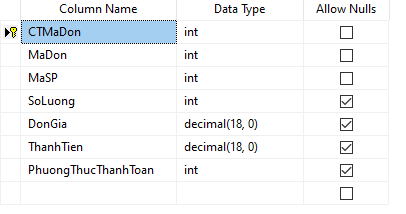 Column Name Data Type Allow Nulls
CTMaDon int
MaDon int
MaSP int
SoLuong int
DonGia decimal(18, 0)
ThanhTien decimal(18, 0)
PhuongThucThanhToan int